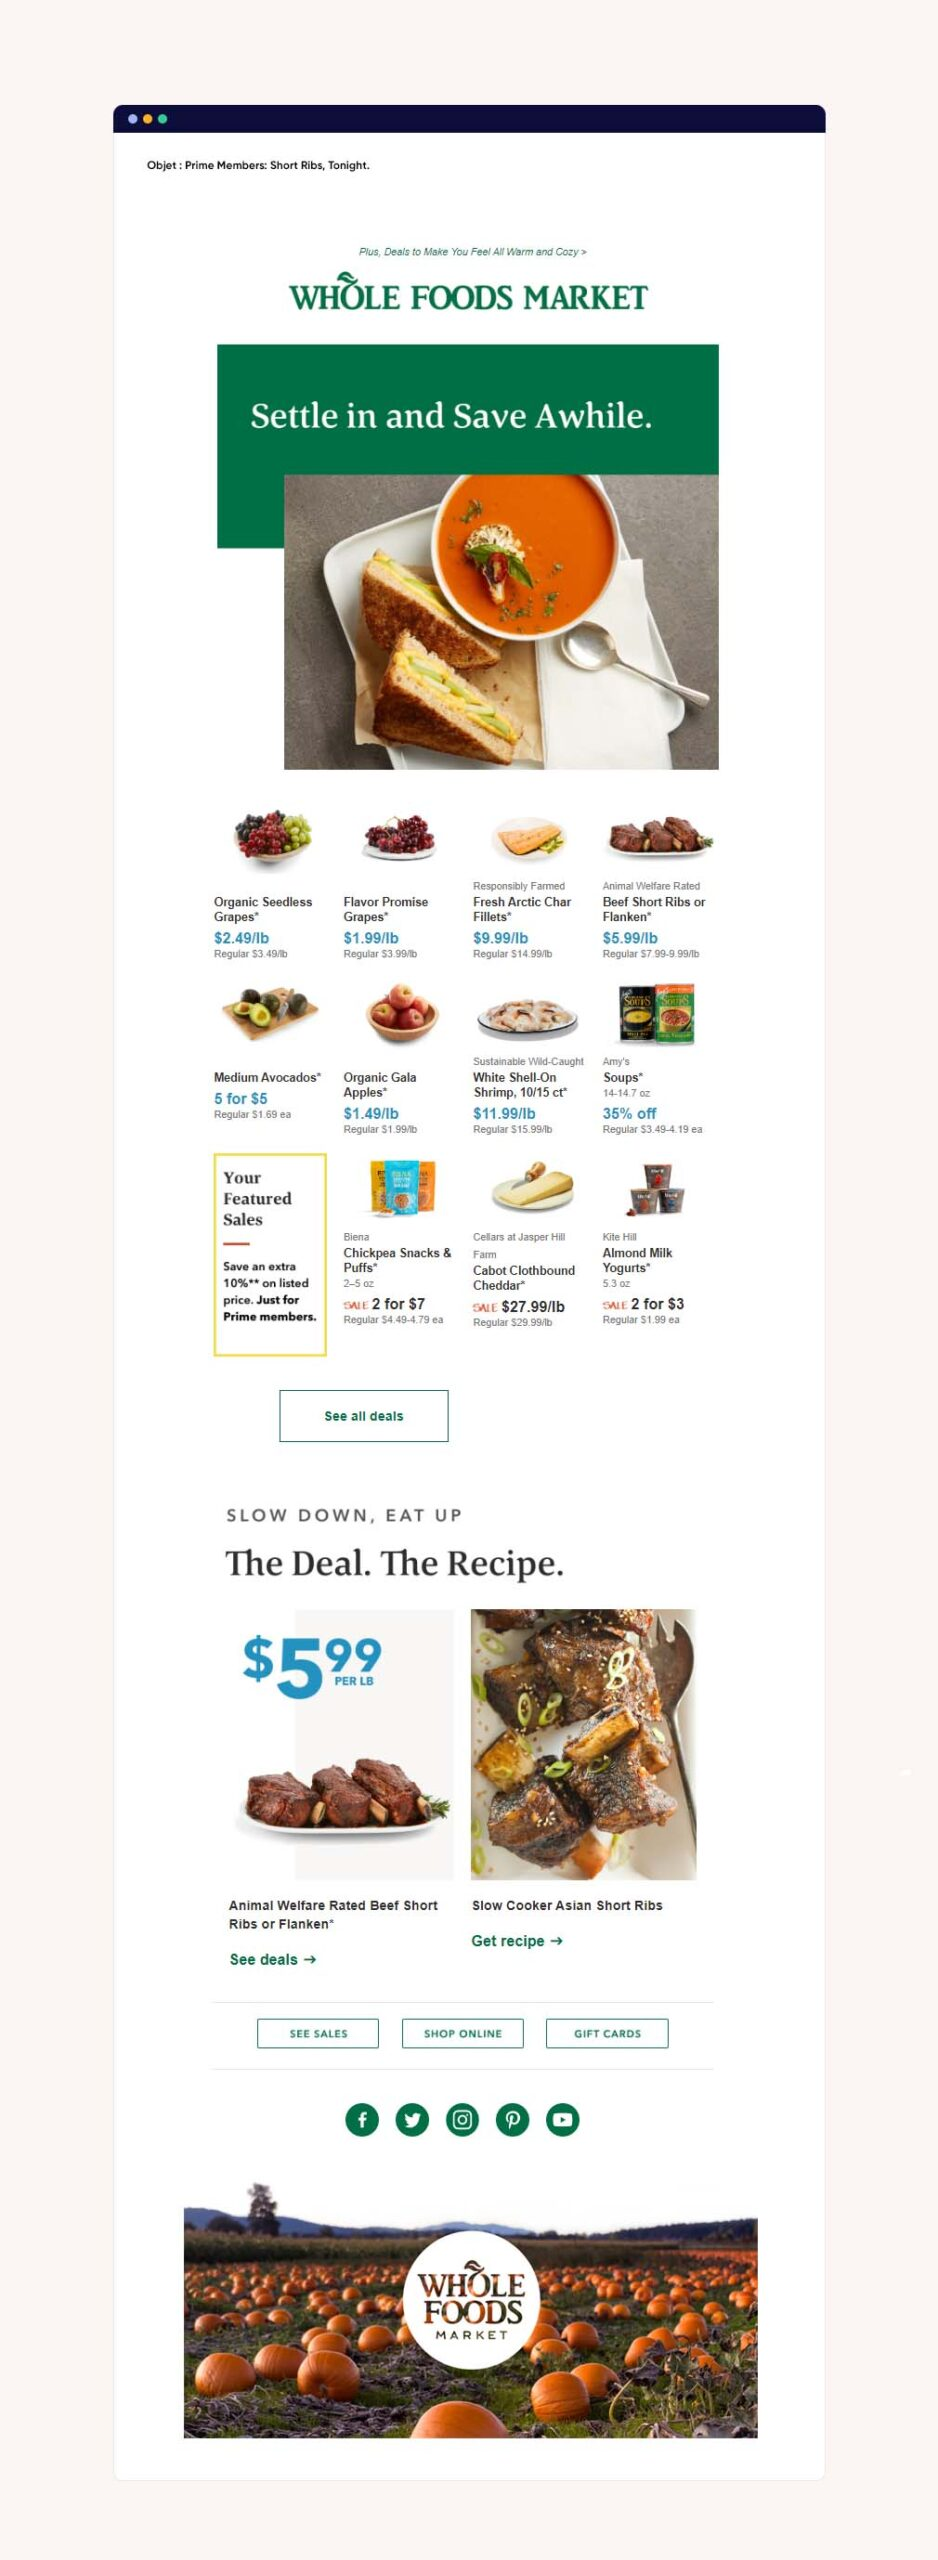 Objet : Prime Members: Short Ribs, Tonight.
Plus, Deals to Make You Feel All Warm and Cozy >
WHOLE FOODS MARKET
Settle in and Save Awhile.
Organic Seedless
Grapes*
$2.49/lb
Regular $3.49/lb
Flavor Promise
Grapes*
$1.99/lb
Regular $3.99/lb
Responsibly Farmed
Fresh Arctic Char
Fillets*
$9.99/lb
Regular $14.99/lb
Animal Welfare Rated
Beef Short Ribs or
Flanken*
$5.99/lb
Regular $7.99-9.99/lb
Medium Avocados*
5 for $5
Regular $1.69 ea
Organic Gala
Apples*
$1.49/lb
Regular $1.99/lb
Sustainable Wild-Caught
White Shell-On
Shrimp, 10/15 ct*
$11.99/lb
Regular $15.99/lb
SOUPS
SOUPS
Amy's
Soups*
14-14.7 oz
35% off
Regular $3.49-4.19 ea
Your
Featured
Sales
Save an extra
10%** on listed
price. Just for
Prime members.
BIENA
Biena
Chickpea Snacks &
Puffs*
2–5 oz
SALE 2 for $7
Regular $4.49-4.79 ea
Cellars at Jasper Hill
Farm
Cabot Clothbound
Cheddar*
SALE $27.99/lb
Regular $29.99/lb
Kite Hill
Almond Milk
Yogurts*
5.3 oz
SALE 2 for $3
Regular $1.99 ea
See all deals
SLOW DOWN, EAT UP
The Deal. The Recipe.
$5.99
PER LB
Animal Welfare Rated Beef Short
Ribs or Flanken*
See deals →
Slow Cooker Asian Short Ribs
Get recipe →
SEE SALES
SHOP ONLINE
GIFT CARDS
WHOLE
FOODS
MARKET